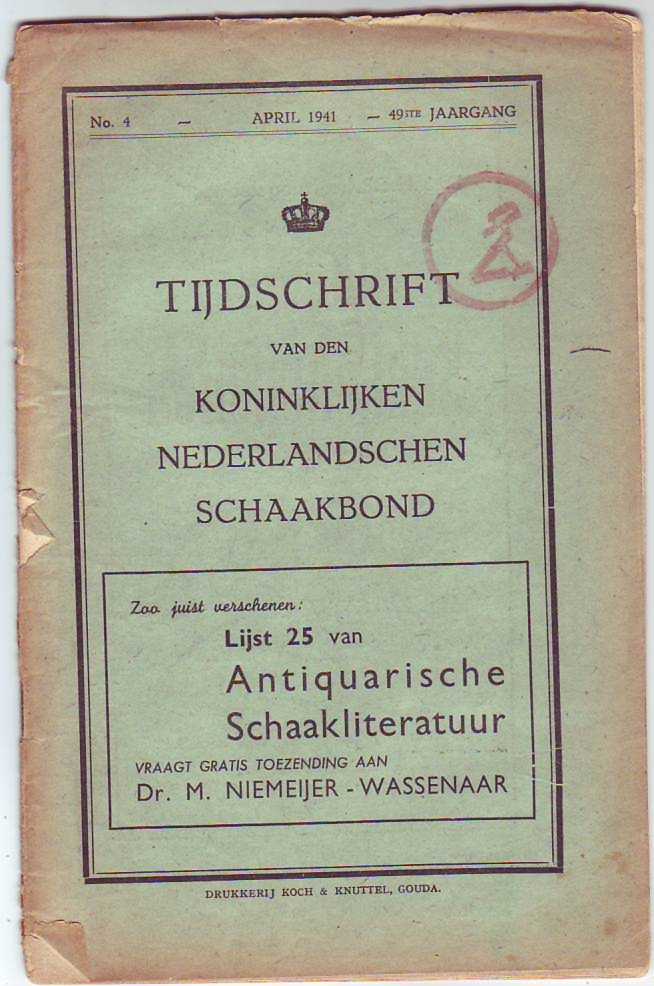 No. 4 — APRIL 1941 — 49STE JAARGANG
TIJDSCHRIFT
VAN DEN
KONINKLIJKEN
NEDERLANDSCHEN
SCHAAKBOND
Zoo juist verschenen:
Lijst 25 van
Antiquarische
Schaakliteratuur
VRAAGT GRATIS TOEZENDING AAN
Dr. M. NIEMEIJER - WASSENAAR
DRUKKERIJ KOCH & KNUTTEL, GOUDA.